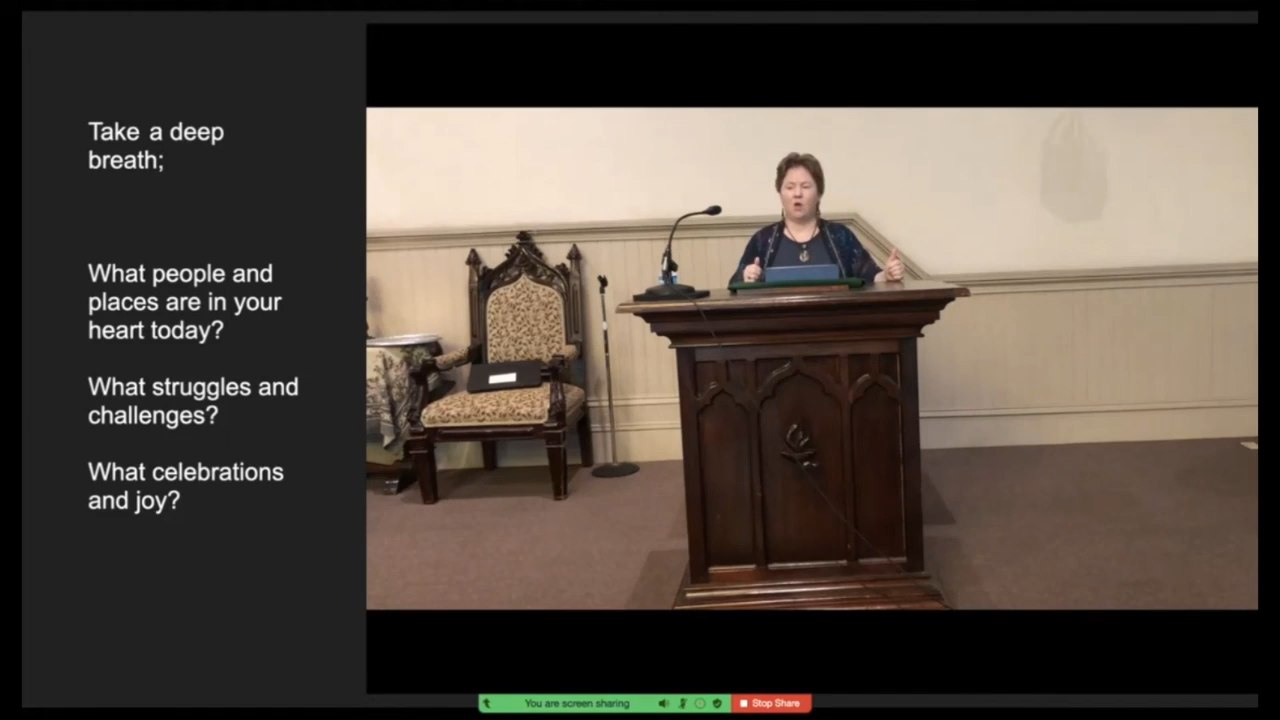 Take a deep
breath;
What people and
places are in your
heart today?
What struggles and
challenges?
What celebrations
and joy?
You are screen sharing
Stop Share